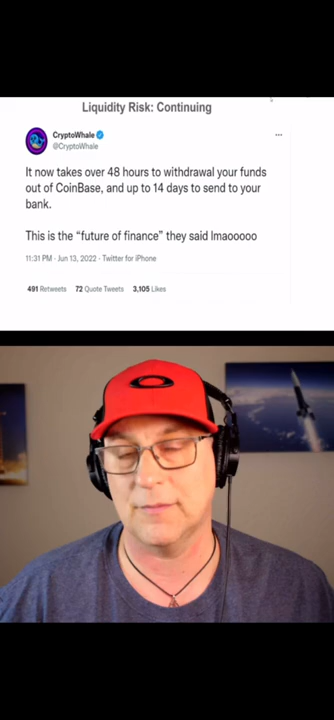 Liquidity Risk: Continuing
CryptoWhale
@CryptoWhale
It now takes over 48 hours to withdrawal your funds
out of CoinBase, and up to 14 days to send to your
bank.
This is the “future of finance” they said lmaooooo
11:31 PM · Jun 13, 2022 · Twitter for iPhone
491 Retweets 72 Quote Tweets 3,105 Likes